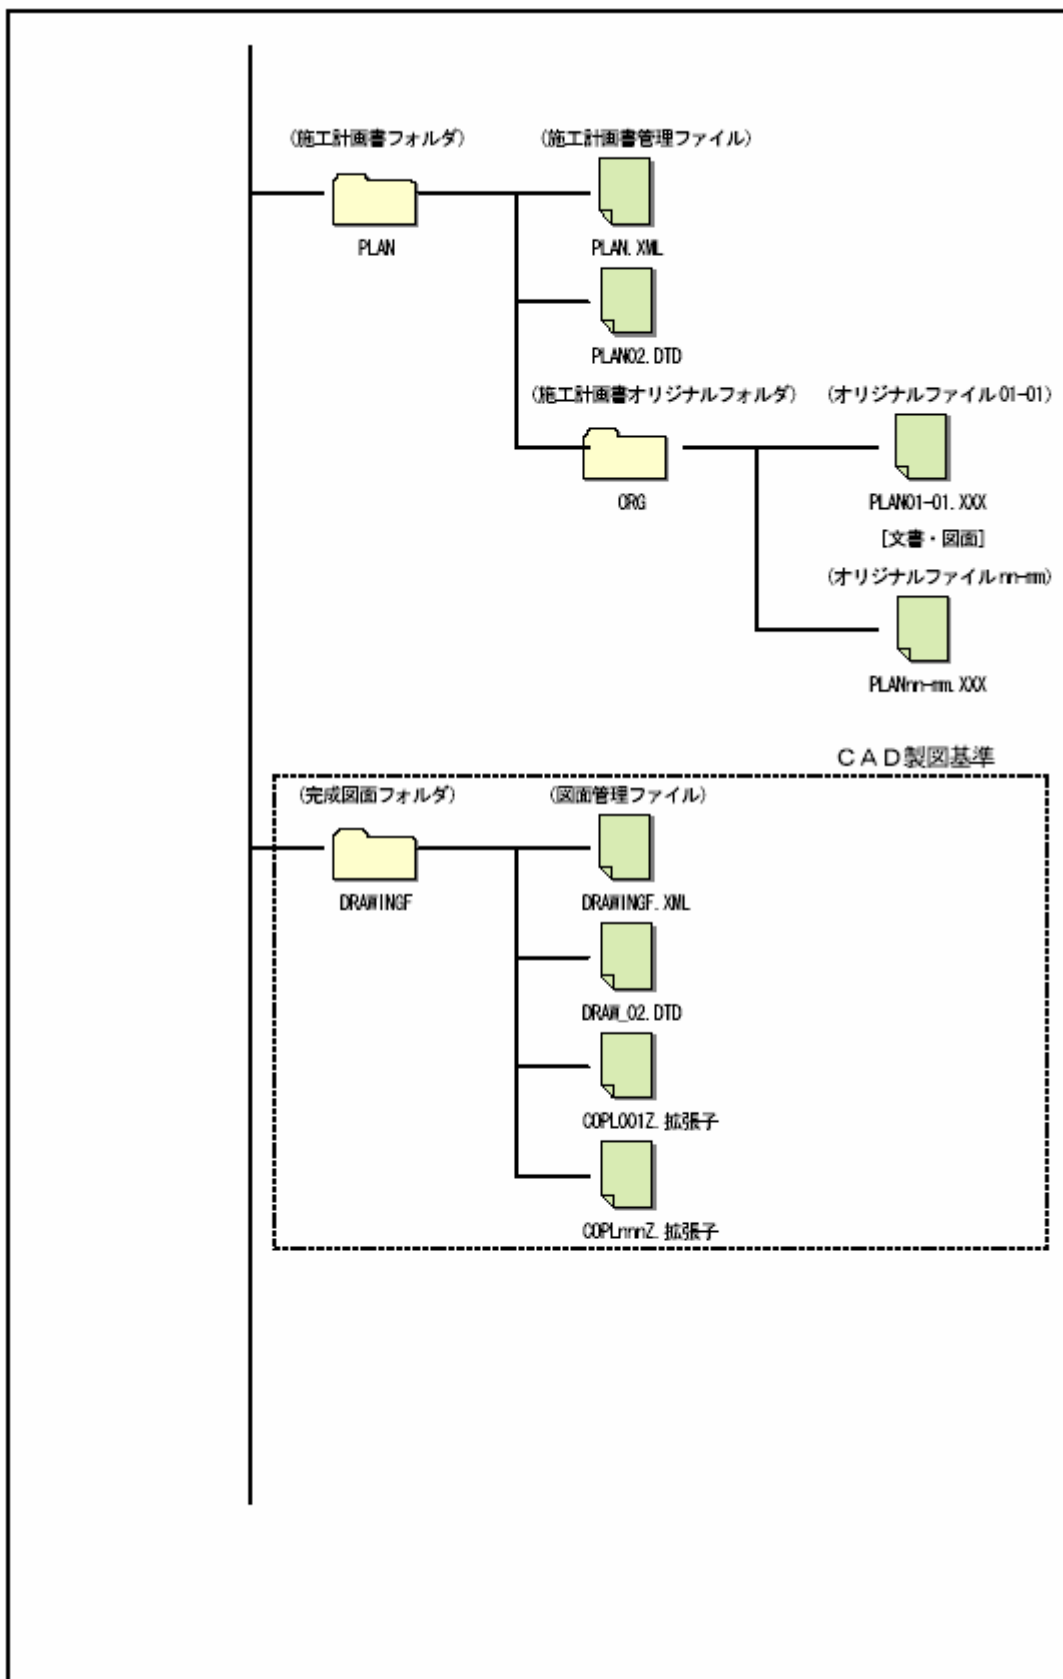 (施工計画書フォルダ)
(施工計画書管理ファイル)
PLAN
PLAN.XML
PLAN02.DTD
(施工計画書オリジナルフォルダ)
(オリジナルファイル01-01)
ORG
PLAN01-01.XXX
[文書・図面]
(オリジナルファイルnn-mm)
PLANnn-mm.XXX
CAD製図基準
(完成図面フォルダ)
(図面管理ファイル)
DRAWINGF
DRAWINGF.XML
DRAW_02.DTD
C0PL001Z.拡張子
C0PLnnnZ.拡張子